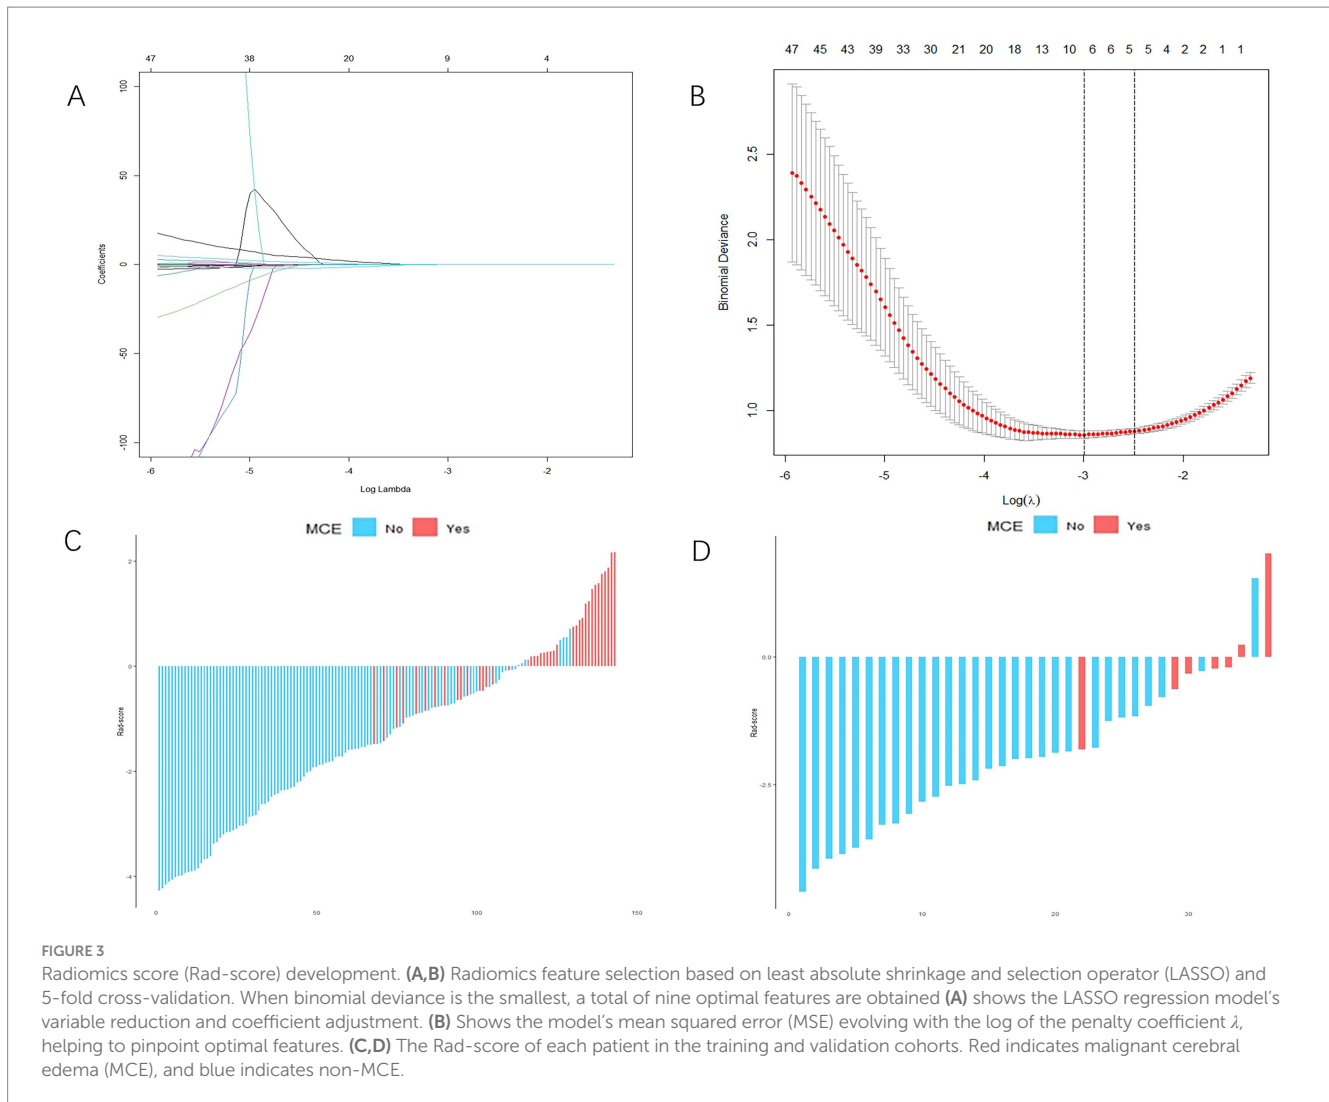 A
47 38 20 9 4
100
50
0
-50
-100
Coefficients
-6 -5 -4 -3 -2
Log Lambda
B
47 45 43 39 33 30 21 20 18 13 10 6 6 5 5 4 2 2 1 1
2.5
2.0
1.5
1.0
Binomial Deviance
-6 -5 -4 -3 -2
Log(λ)
C
MCE No Yes
2
0
-2
-4
Rad-score
0 50 100 150
D
MCE No Yes
0.0
-2.5
Rad-score
0 10 20 30
FIGURE 3
Radiomics score (Rad-score) development. (A,B) Radiomics feature selection based on least absolute shrinkage and selection operator (LASSO) and
5-fold cross-validation. When binomial deviance is the smallest, a total of nine optimal features are obtained (A) shows the LASSO regression model's
variable reduction and coefficient adjustment. (B) Shows the model's mean squared error (MSE) evolving with the log of the penalty coefficient λ,
helping to pinpoint optimal features. (C,D) The Rad-score of each patient in the training and validation cohorts. Red indicates malignant cerebral
edema (MCE), and blue indicates non-MCE.